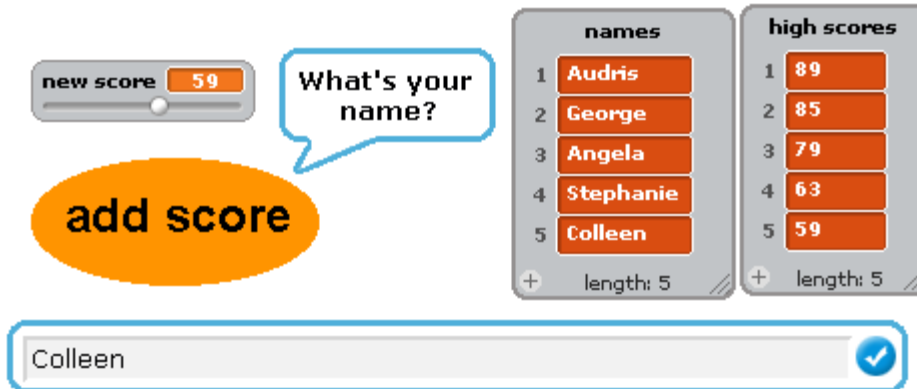 new score 59
What's your
name?
add score
names
1 Audris
2 George
3 Angela
4 Stephanie
5 Colleen
+ length: 5
high scores
1 89
2 85
3 79
4 63
5 59
+ length: 5
Colleen